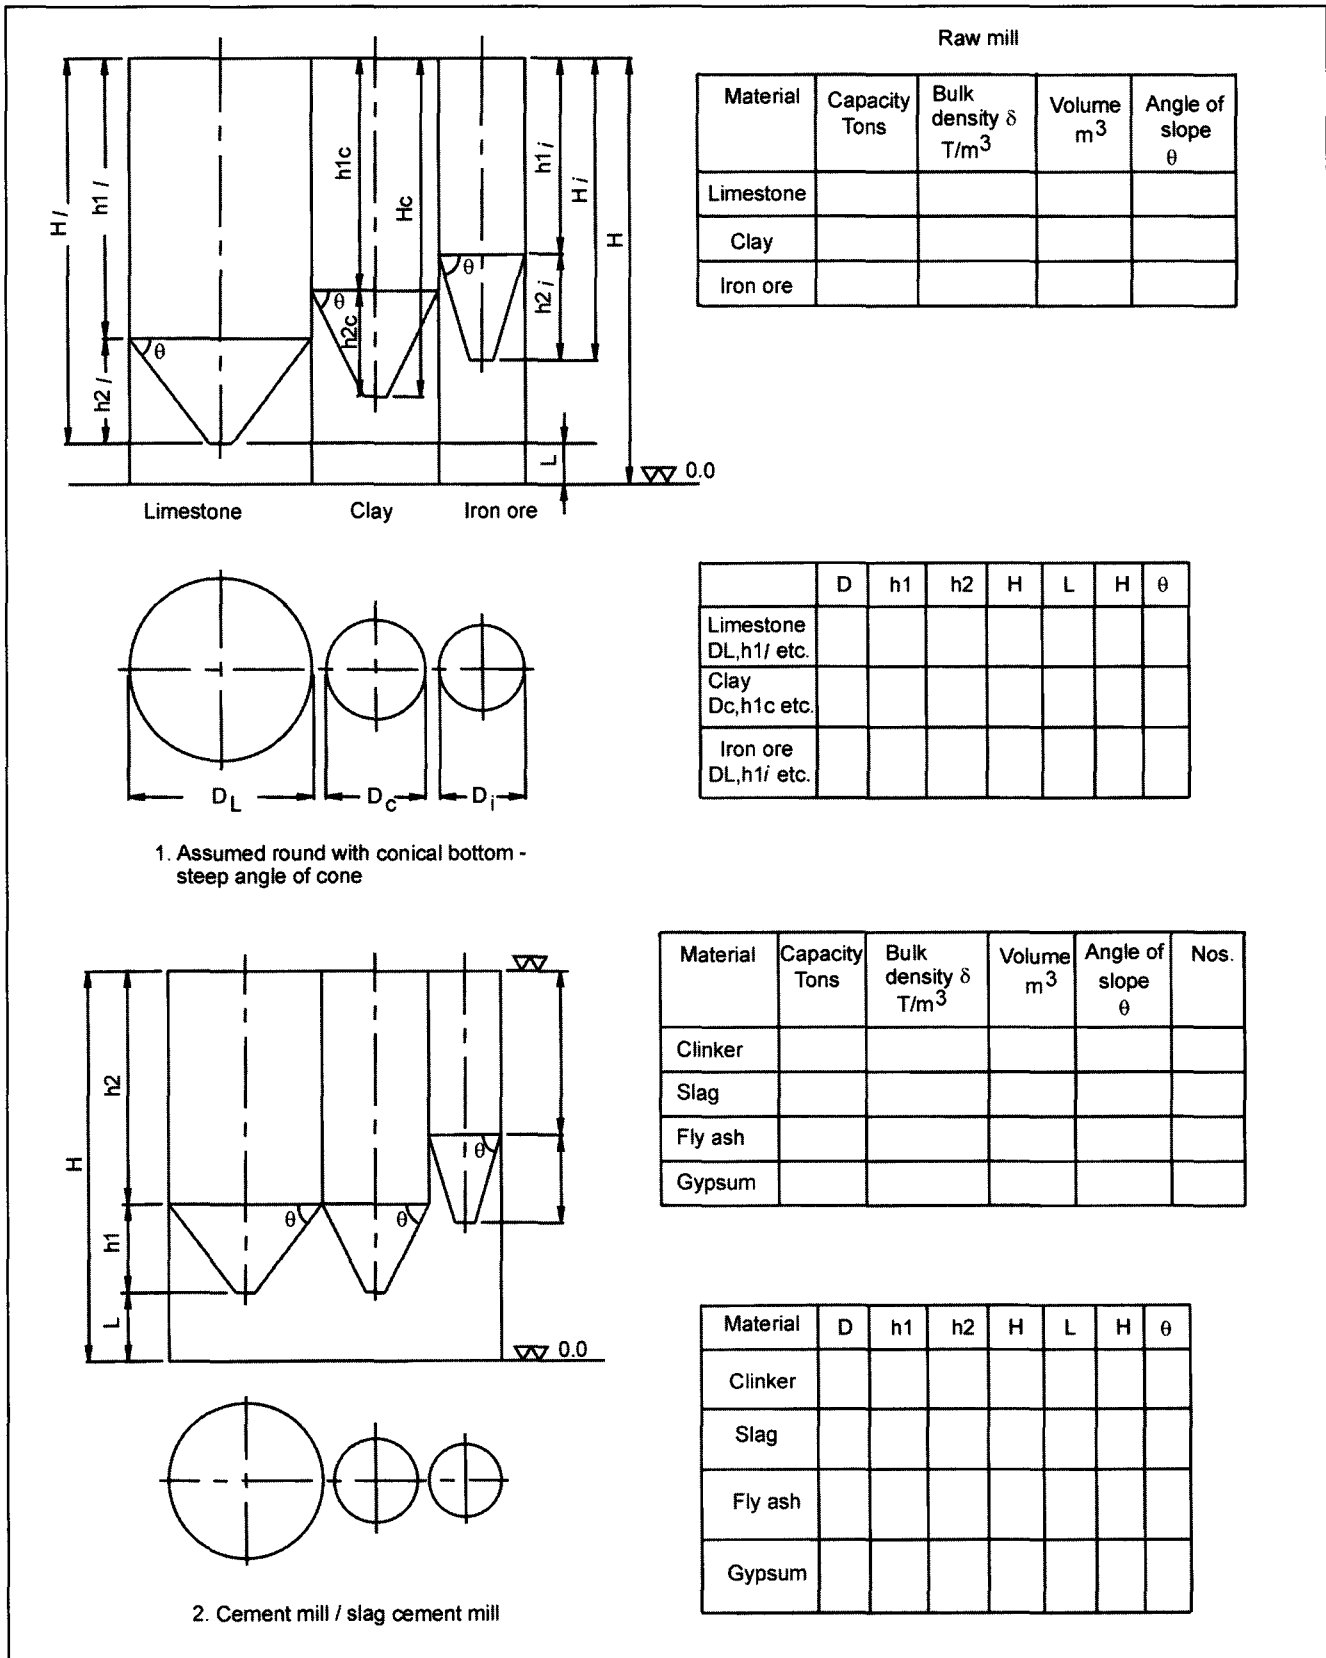 Raw mill
Material
Capacity
Tons
Bulk
density δ
T/m³
Volume
m³
Angle of
slope
θ
Limestone
Clay
Iron ore
H l
h1 l
h2 l
θ
h1c
Hc
θ
h2c
h1 i
H i
θ
h2 i
H
L
0.0
Limestone
Clay
Iron ore
D
h1
h2
H
L
H
θ
Limestone
DL,h1l etc.
Clay
Dc,h1c etc.
Iron ore
DL,h1i etc.
D_L
D_c
D_i
1. Assumed round with conical bottom -
steep angle of cone
Material
Capacity
Tons
Bulk
density δ
T/m³
Volume
m³
Angle of
slope
θ
Nos.
Clinker
Slag
Fly ash
Gypsum
H
h2
h1
L
θ
θ
θ
0.0
Material
D
h1
h2
H
L
H
θ
Clinker
Slag
Fly ash
Gypsum
2. Cement mill / slag cement mill